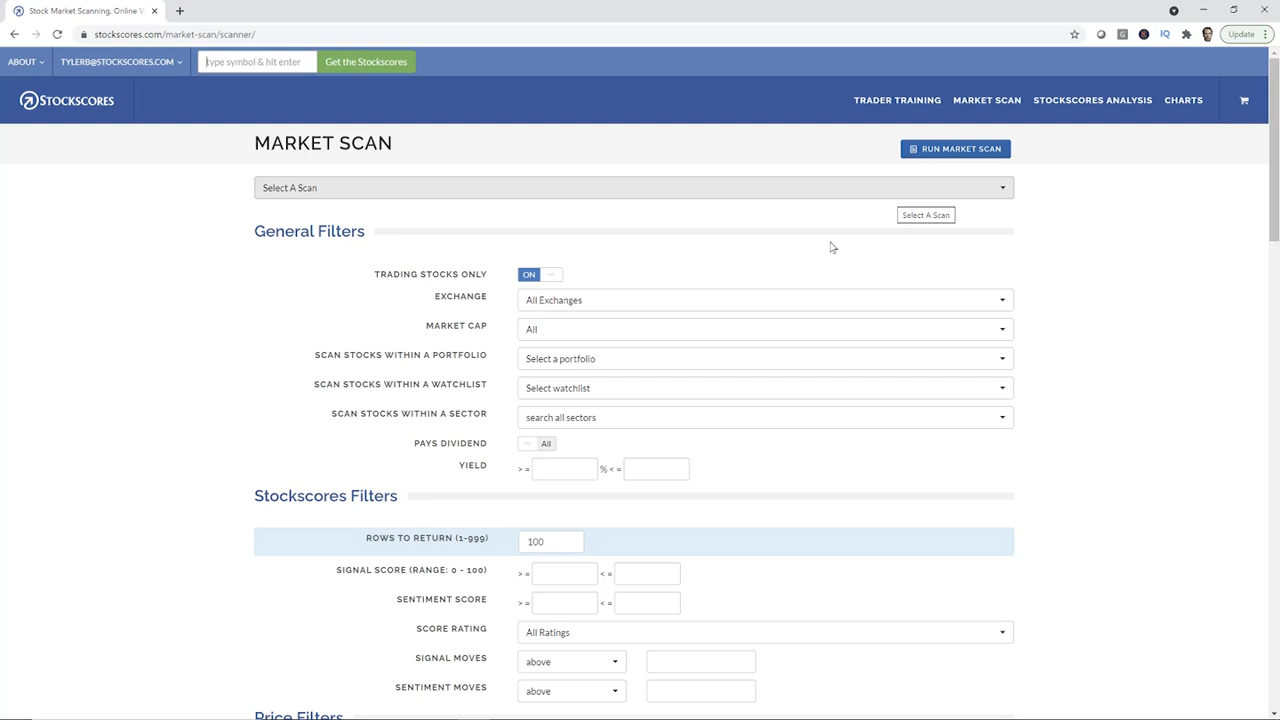 Stock Market Scanning, Online V
stockscores.com/market-scan/scanner/
Update
ABOUT
TYLERB@STOCKSCORES.COM
Type symbol & hit enter
Get the Stockscores
STOCKSCORES
TRADER TRAINING
MARKET SCAN
STOCKSCORES ANALYSIS
CHARTS
MARKET SCAN
RUN MARKET SCAN
Select A Scan
Select A Scan
General Filters
TRADING STOCKS ONLY ON
EXCHANGE All Exchanges
MARKET CAP All
SCAN STOCKS WITHIN A PORTFOLIO Select a portfolio
SCAN STOCKS WITHIN A WATCHLIST Select watchlist
SCAN STOCKS WITHIN A SECTOR search all sectors
PAYS DIVIDEND All
YIELD >= % <=
Stockscores Filters
ROWS TO RETURN (1-999) 100
SIGNAL SCORE (RANGE: 0 - 100) >= <=
SENTIMENT SCORE >= <=
SCORE RATING All Ratings
SIGNAL MOVES above
SENTIMENT MOVES above
Price Filters